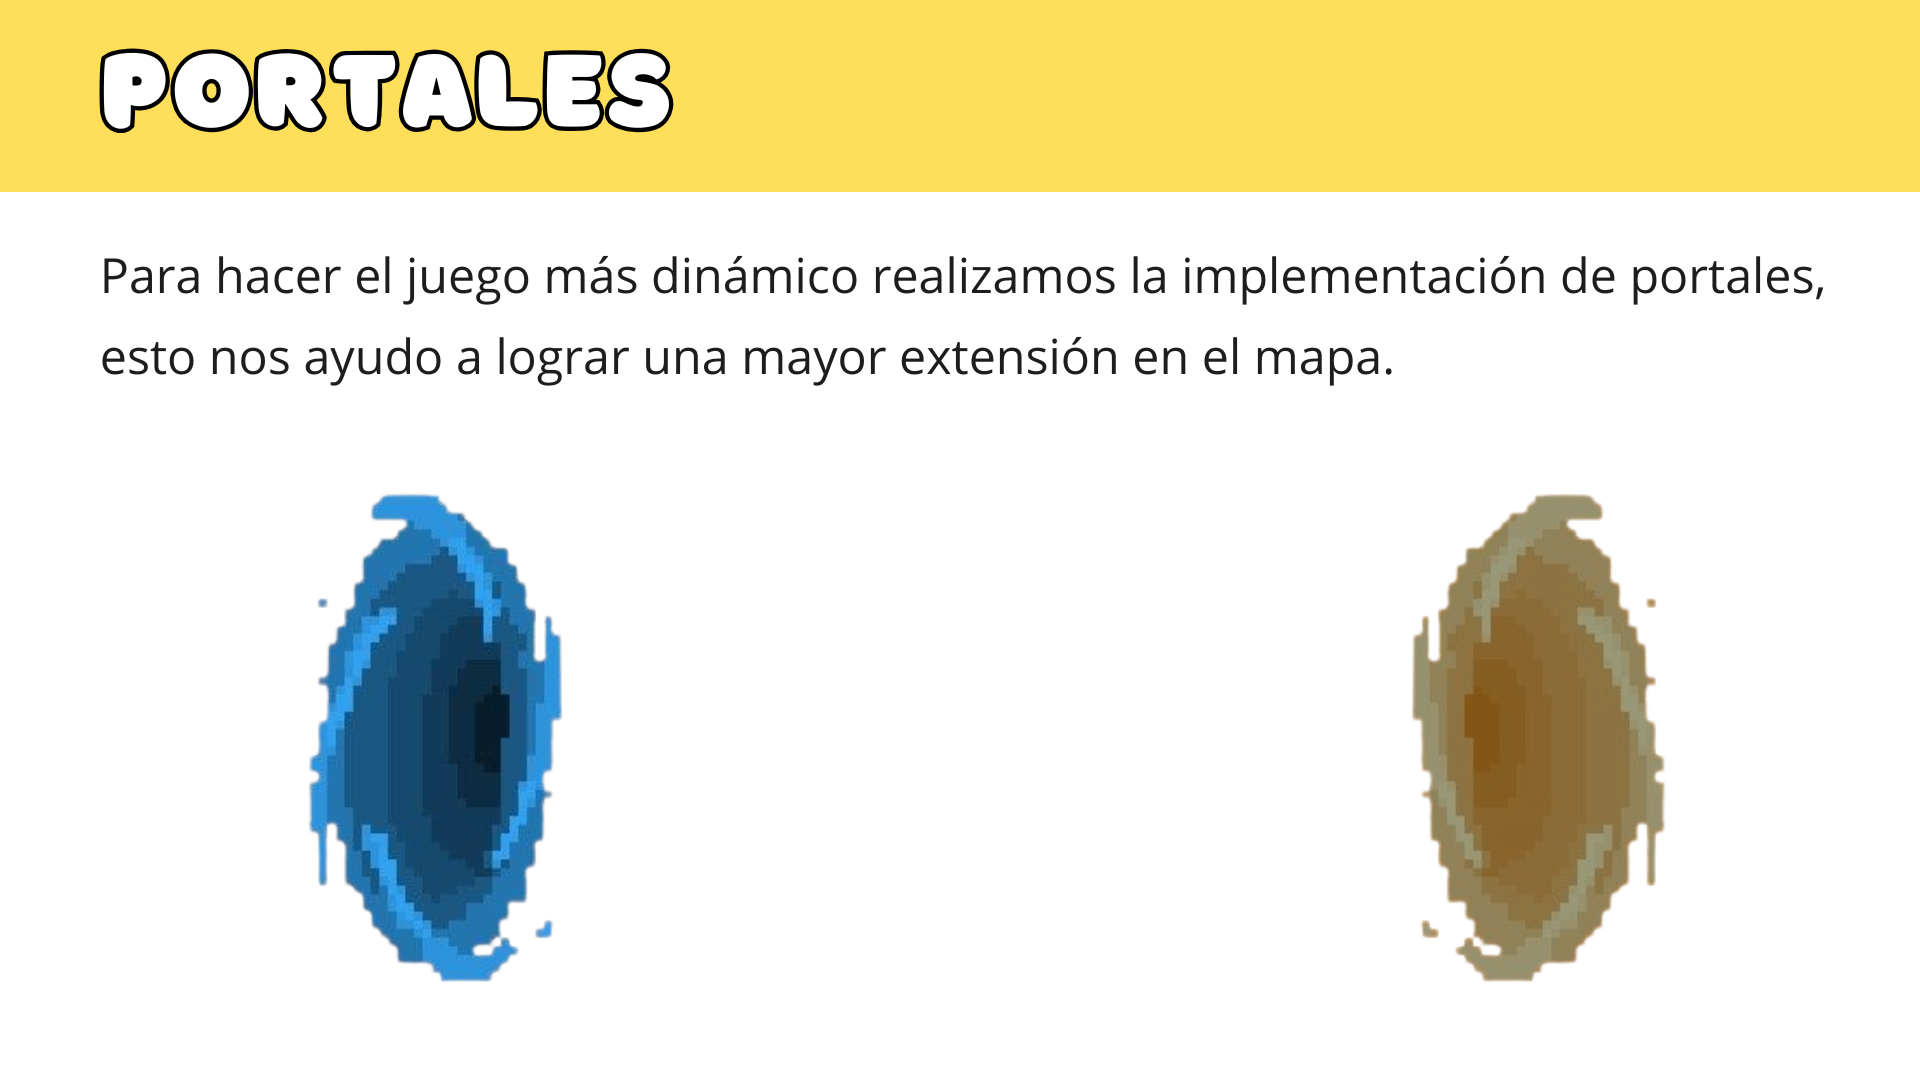 PORTALES
Para hacer el juego más dinámico realizamos la implementación de portales,
esto nos ayudo a lograr una mayor extensión en el mapa.